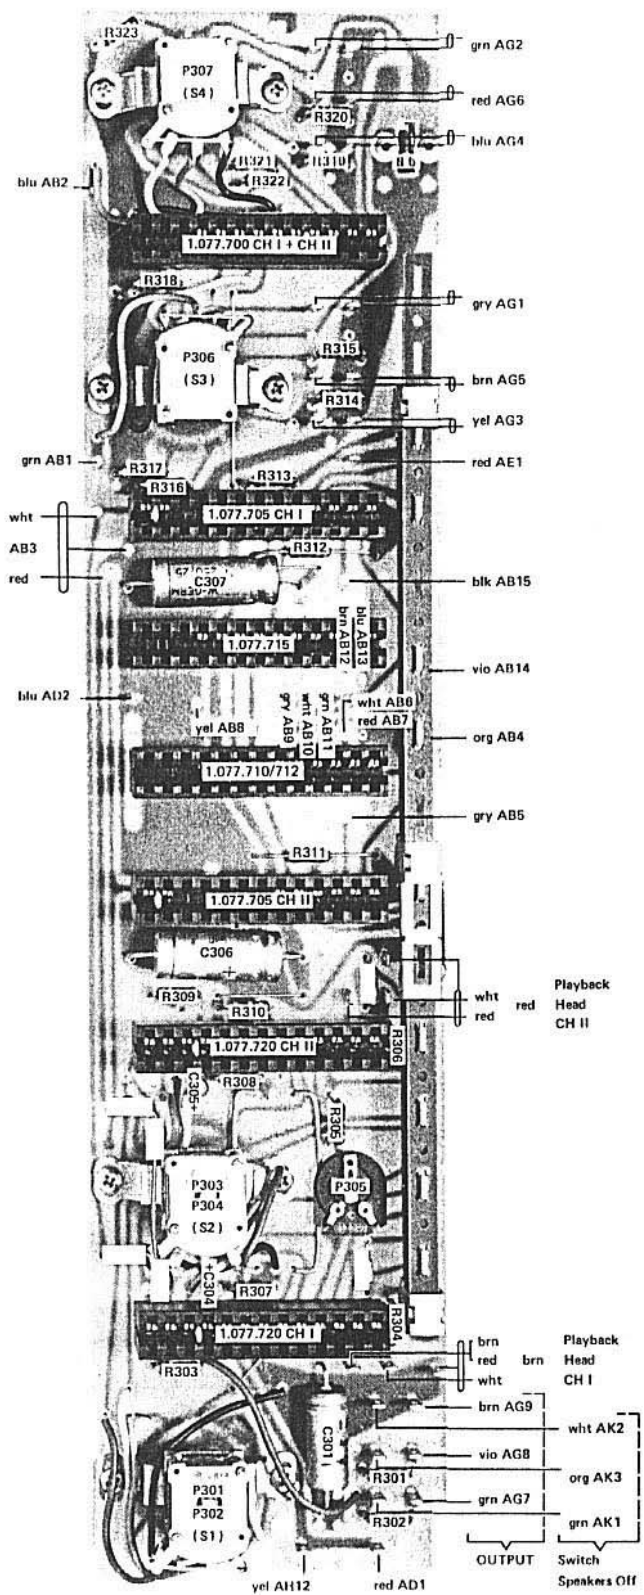 R323
grn AG2
P307
(S4)
red AG6
R320
blu AG4
R321
R319
R322
blu AB2
1.077.700 CH I + CH II
R318
gry AG1
R315
P306
(S3)
brn AG5
R314
yel AG3
grn AB1
red AE1
R317
R313
R316
wht
1.077.705 CH I
AB3
R312
red
C307
blk AB15
blu AB13
brn AB12
1.077.715
vio AB14
blu AD2
wht AB6
red AB7
grn AB11
wht AB10
gry AB9
yel AB8
org AB4
1.077.710/712
gry AB5
R311
1.077.705 CH II
C306
+
Playback
R309
wht
red
Head
R310
red
CH II
R306
1.077.720 CH II
C305+
R308
R305
P303
P304
(S2)
P305
+C304
R307
R304
1.077.720 CH I
brn
Playback
R303
red
brn
Head
wht
CH I
brn AG9
wht AK2
C301
vio AG8
P301
R301
org AK3
P302
grn AG7
(S1)
R302
grn AK1
OUTPUT
Switch
Speakers Off
yel AH12
red AD1